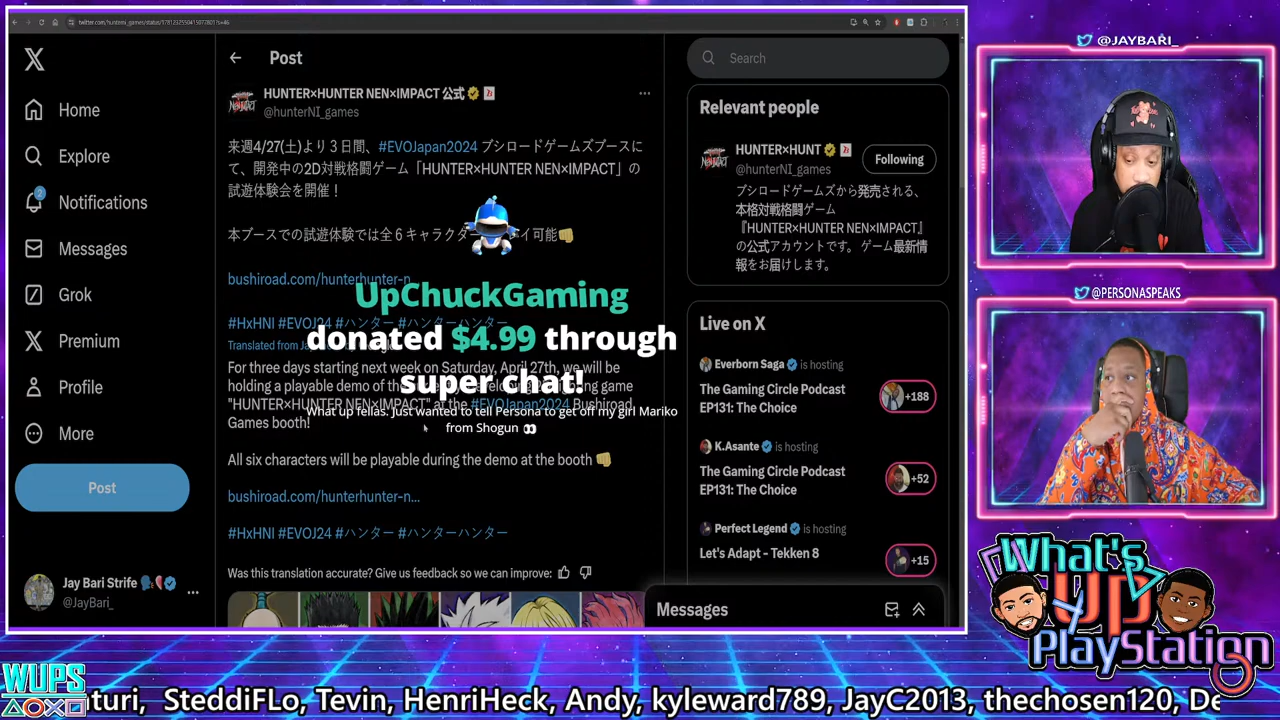 Post
Search
HUNTER×HUNTER NEN×IMPACT 公式
@hunterNI_games
来週4/27(土)より３日間、#EVOJapan2024 ブシロードゲームズブースに
て、開発中の2D対戦格闘ゲーム「HUNTER×HUNTER NEN×IMPACT」の
試遊体験会を開催！
本ブースでの試遊体験では全６キャラクター
イ可能👊
bushiroad.com/hunterhunter-n
#HxHNI #EVOJ24 #ハンター #ハンターハンター
Translated from
For three days starting next week on Saturday, April 27th, we will be
holding a playable demo of the
game
"HUNTER×HUNTER NEN×IMPACT" at the #EVOJapan2024 Bushiroad
Games booth!
All six characters will be playable during the demo at the booth 👊
bushiroad.com/hunterhunter-n...
#HxHNI #EVOJ24 #ハンター #ハンターハンター
Was this translation accurate? Give us feedback so we can improve:
UpChuckGaming
donated $4.99 through
super chat!
What up fellas. Just wanted to tell Persona to get off my girl Mariko
from Shogun 👀
X
Home
Explore
2
Notifications
Messages
Grok
Premium
Profile
More
Post
Jay Bari Strife
@JayBari_
Relevant people
HUNTER×HUNT
@hunterNI_games
Following
ブシロードゲームズから発売される、
本格対戦格闘ゲーム
『HUNTER×HUNTER NEN×IMPACT』
の公式アカウントです。 ゲーム最新情
報をお届けします。
Live on X
Everborn Saga is hosting
The Gaming Circle Podcast
EP131: The Choice
+188
K.Asante is hosting
The Gaming Circle Podcast
EP131: The Choice
+52
Perfect Legend is hosting
Let's Adapt - Tekken 8
+15
Messages
@JAYBARI_
@PERSONASPEAKS
What's
Up
PlayStation
WUPS
turi, SteddiFLo, Tevin, HenriHeck, Andy, kyleward789, JayC2013, thechosen120, De